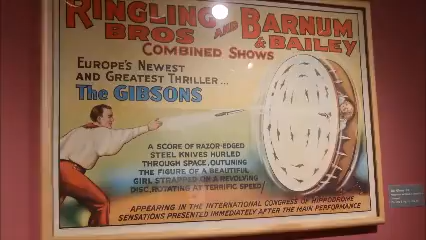 RINGLING BROS AND BARNUM & BAILEY
COMBINED SHOWS
EUROPE'S NEWEST
AND GREATEST THRILLER...
The GIBSONS
A SCORE OF RAZOR-EDGED
STEEL KNIVES HURLED
THROUGH SPACE, OUTLINING
THE FIGURE OF A BEAUTIFUL
GIRL STRAPPED ON A REVOLVING
DISC, ROTATING AT TERRIFIC SPEED!
APPEARING IN THE INTERNATIONAL CONGRESS OF HIPPODROME
SENSATIONS PRESENTED IMMEDIATELY AFTER THE MAIN PERFORMANCE